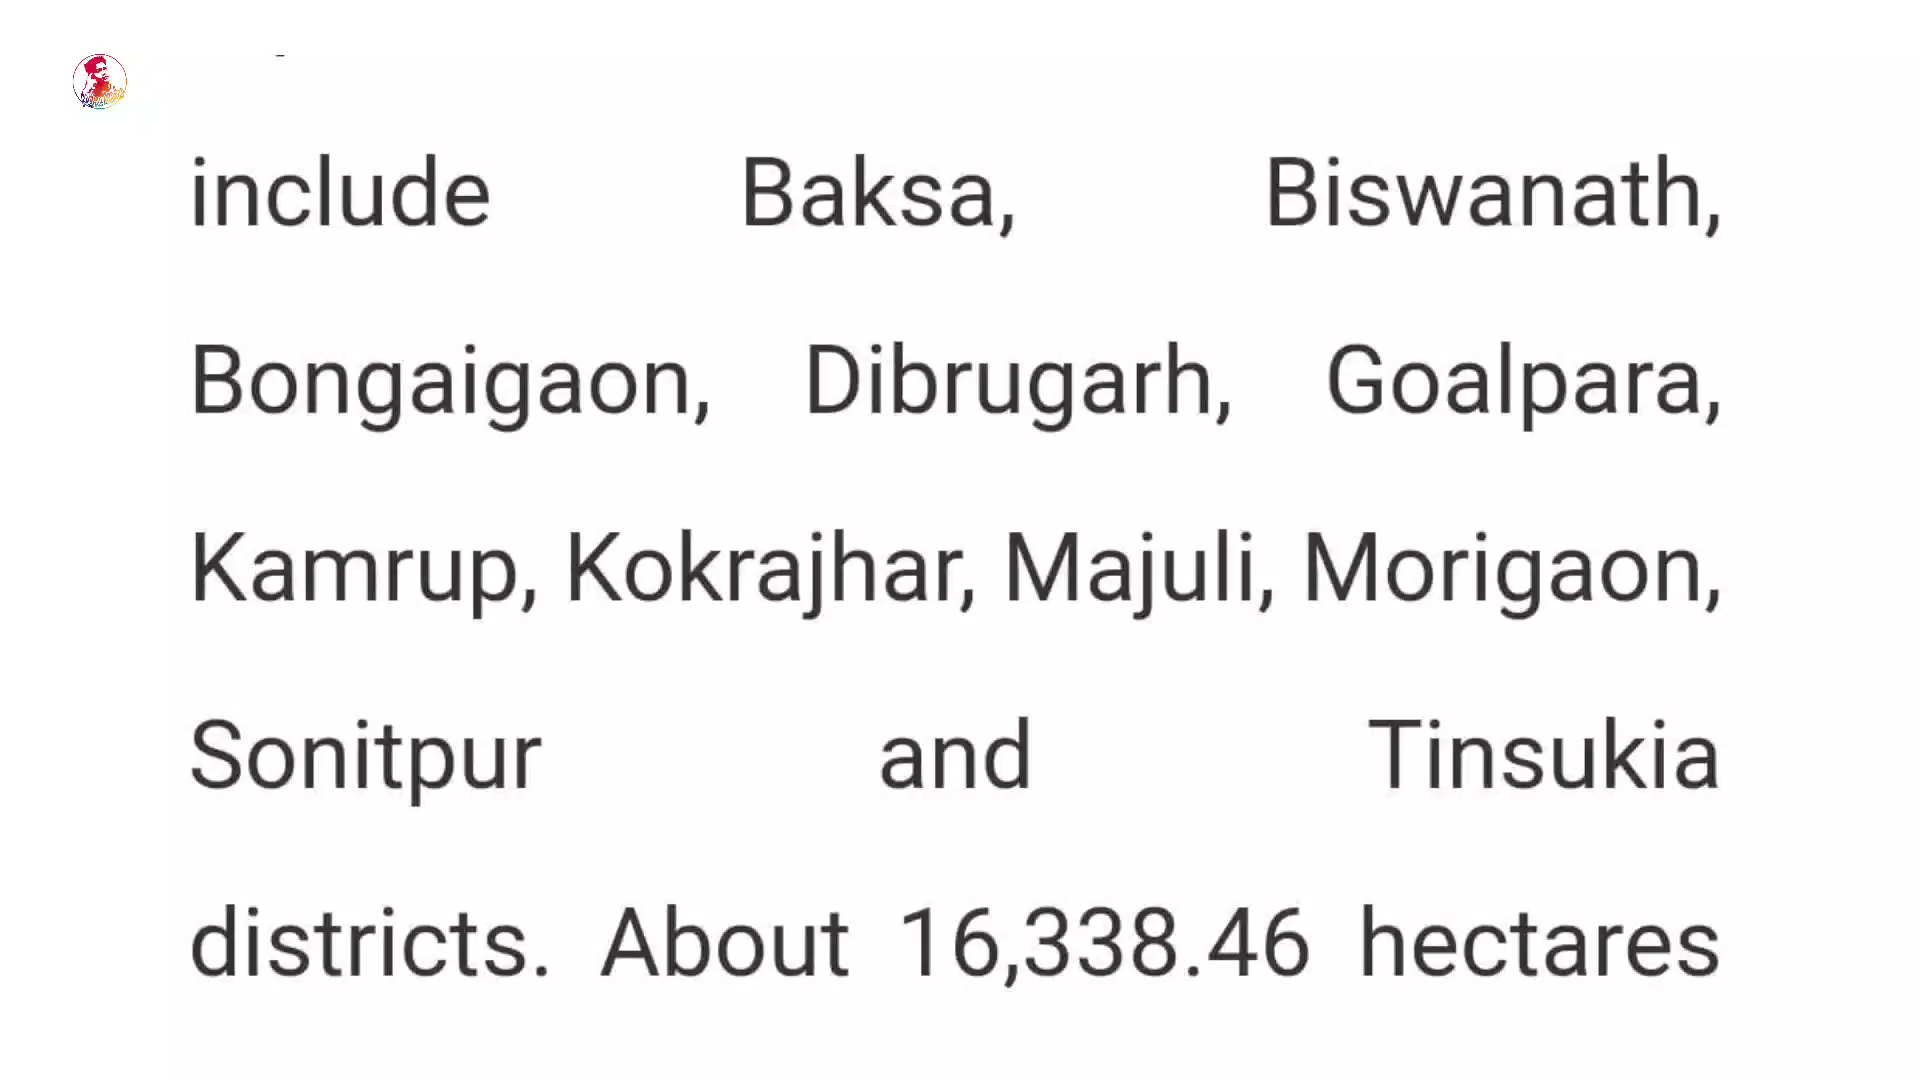 include Baksa, Biswanath,
Bongaigaon, Dibrugarh, Goalpara,
Kamrup, Kokrajhar, Majuli, Morigaon,
Sonitpur and Tinsukia
districts. About 16,338.46 hectares